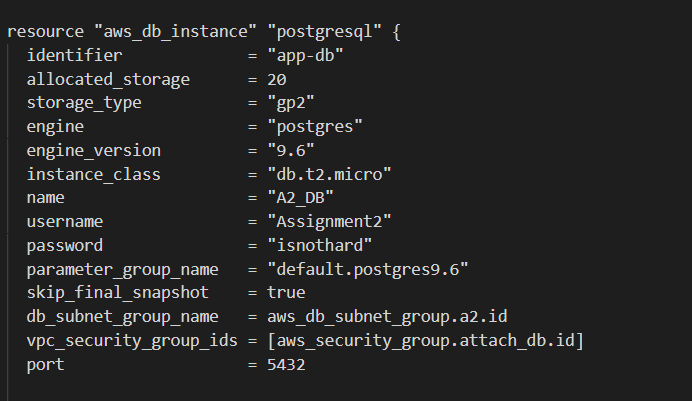 resource "aws_db_instance" "postgresql" {
  identifier             = "app-db"
  allocated_storage      = 20
  storage_type           = "gp2"
  engine                 = "postgres"
  engine_version         = "9.6"
  instance_class         = "db.t2.micro"
  name                   = "A2_DB"
  username               = "Assignment2"
  password               = "isnothard"
  parameter_group_name   = "default.postgres9.6"
  skip_final_snapshot    = true
  db_subnet_group_name   = aws_db_subnet_group.a2.id
  vpc_security_group_ids = [aws_security_group.attach_db.id]
  port                   = 5432